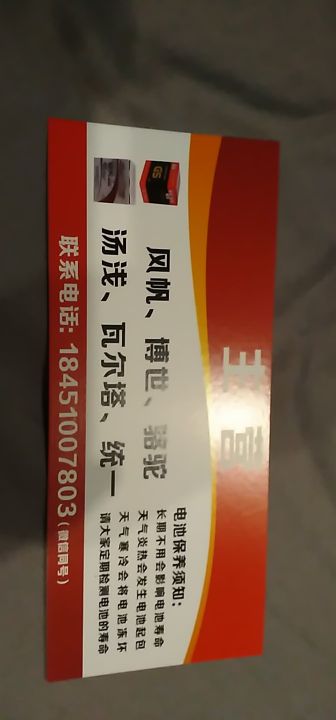 主营
风帆、博世、骆驼
汤浅、瓦尔塔、统一
GS
电池保养须知：
长期不用会影响电池寿命
天气炎热会发生电池起包
天气寒冷会将电池冻坏
请大家定期检测电池的寿命
联系电话：18451007803（微信同号）